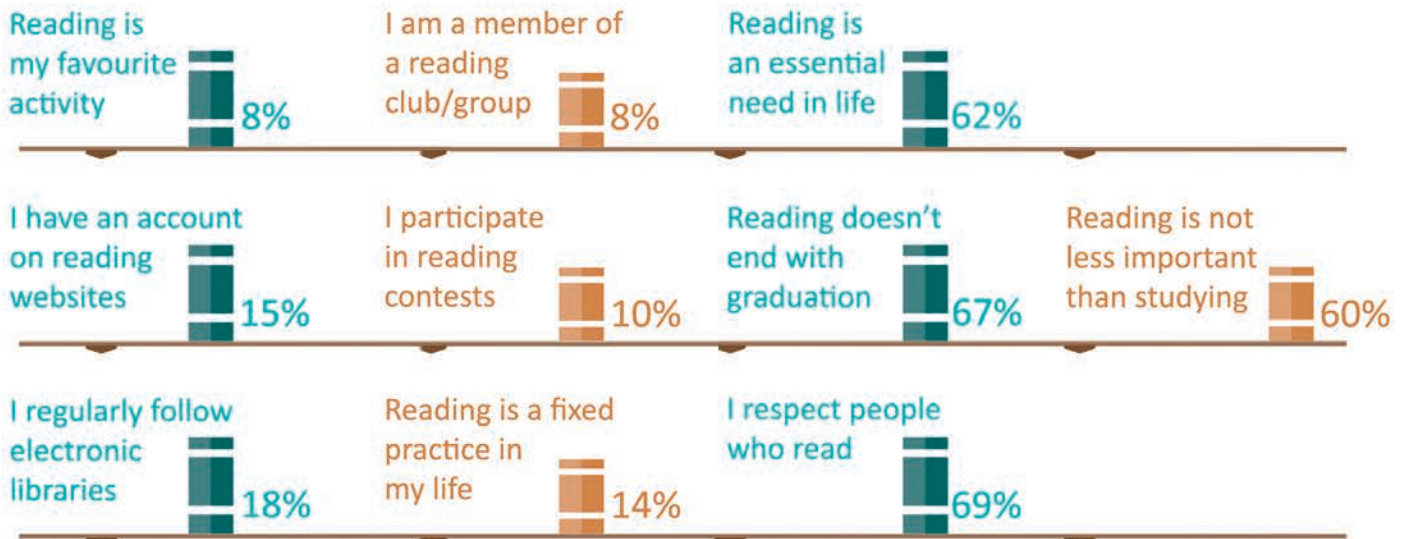 Reading is
my favourite
activity
8%
I am a member of
a reading
club/group
8%
Reading is
an essential
need in life
62%
I have an account
on reading
websites
15%
I participate
in reading
contests
10%
Reading doesn’t
end with
graduation
67%
Reading is not
less important
than studying
60%
I regularly follow
electronic
libraries
18%
Reading is a fixed
practice in
my life
14%
I respect people
who read
69%